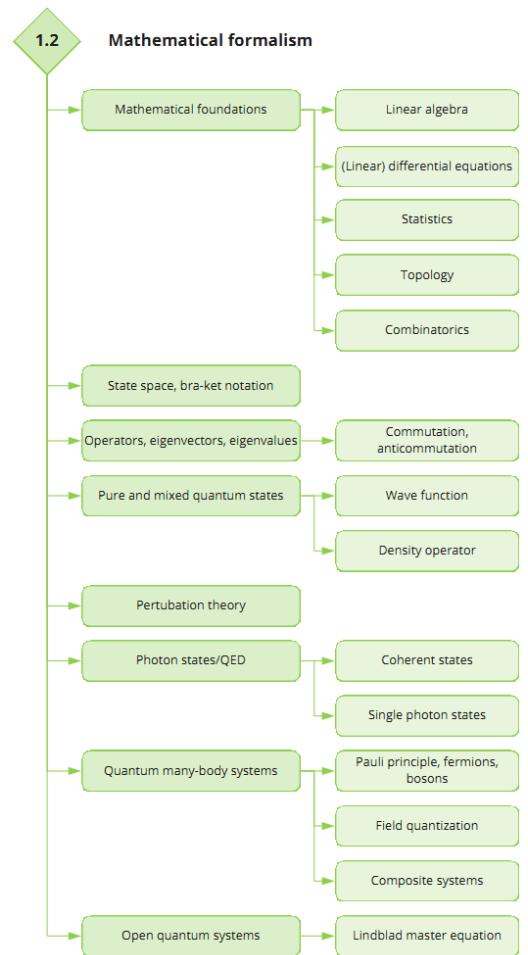 1.2 Mathematical formalism
Mathematical foundations
Linear algebra
(Linear) differential equations
Statistics
Topology
Combinatorics
State space, bra-ket notation
Operators, eigenvectors, eigenvalues
Commutation,
anticommutation
Pure and mixed quantum states
Wave function
Density operator
Pertubation theory
Photon states/QED
Coherent states
Single photon states
Quantum many-body systems
Pauli principle, fermions,
bosons
Field quantization
Composite systems
Open quantum systems
Lindblad master equation